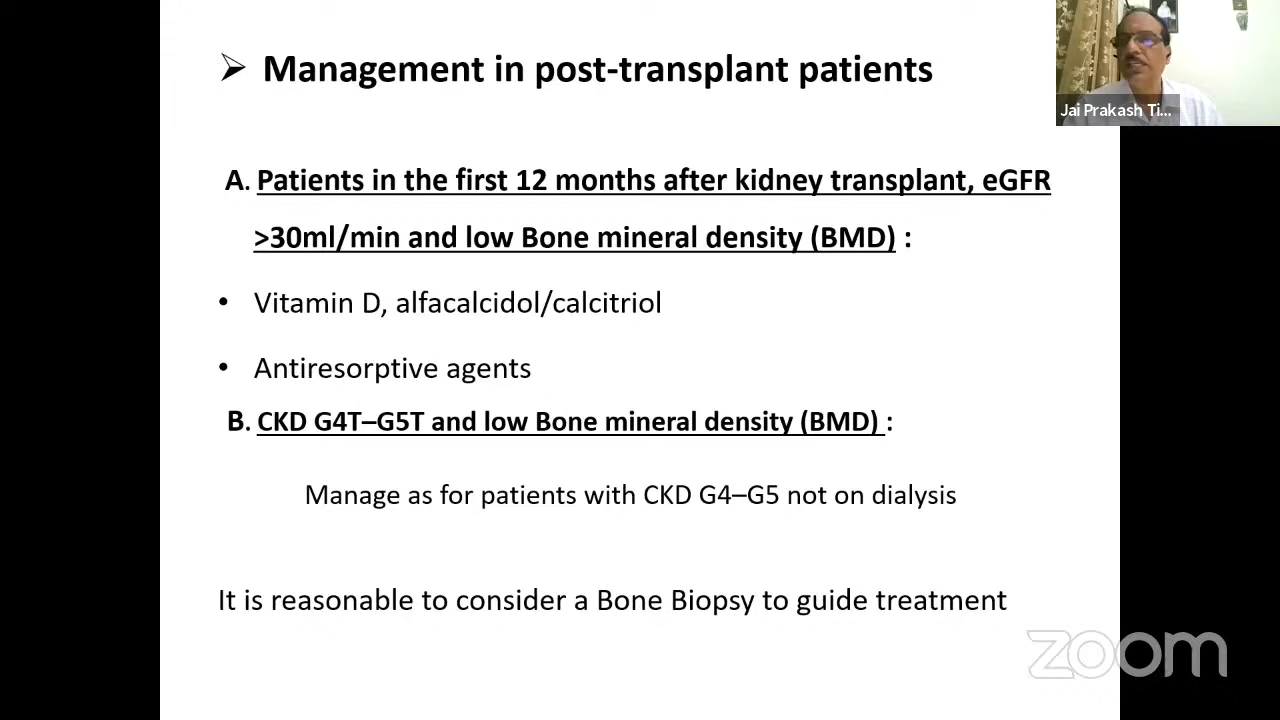 ➢ Management in post-transplant patients
Jai Prakash Ti...
A. Patients in the first 12 months after kidney transplant, eGFR
>30ml/min and low Bone mineral density (BMD) :
• Vitamin D, alfacalcidol/calcitriol
• Antiresorptive agents
B. CKD G4T–G5T and low Bone mineral density (BMD) :
Manage as for patients with CKD G4–G5 not on dialysis
It is reasonable to consider a Bone Biopsy to guide treatment
zoom